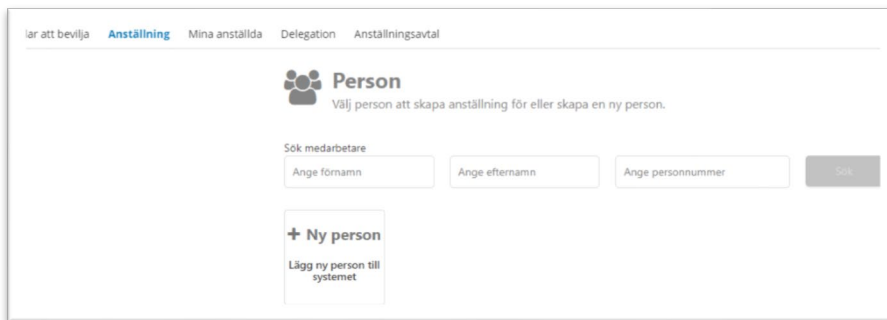 lar att bevilja Anställning Mina anställda Delegation Anställningsavtal
Person
Välj person att skapa anställning för eller skapa en ny person.
Sök medarbetare
Ange förnamn Ange efternamn Ange personnummer Sök
+ Ny person
Lägg ny person till
systemet